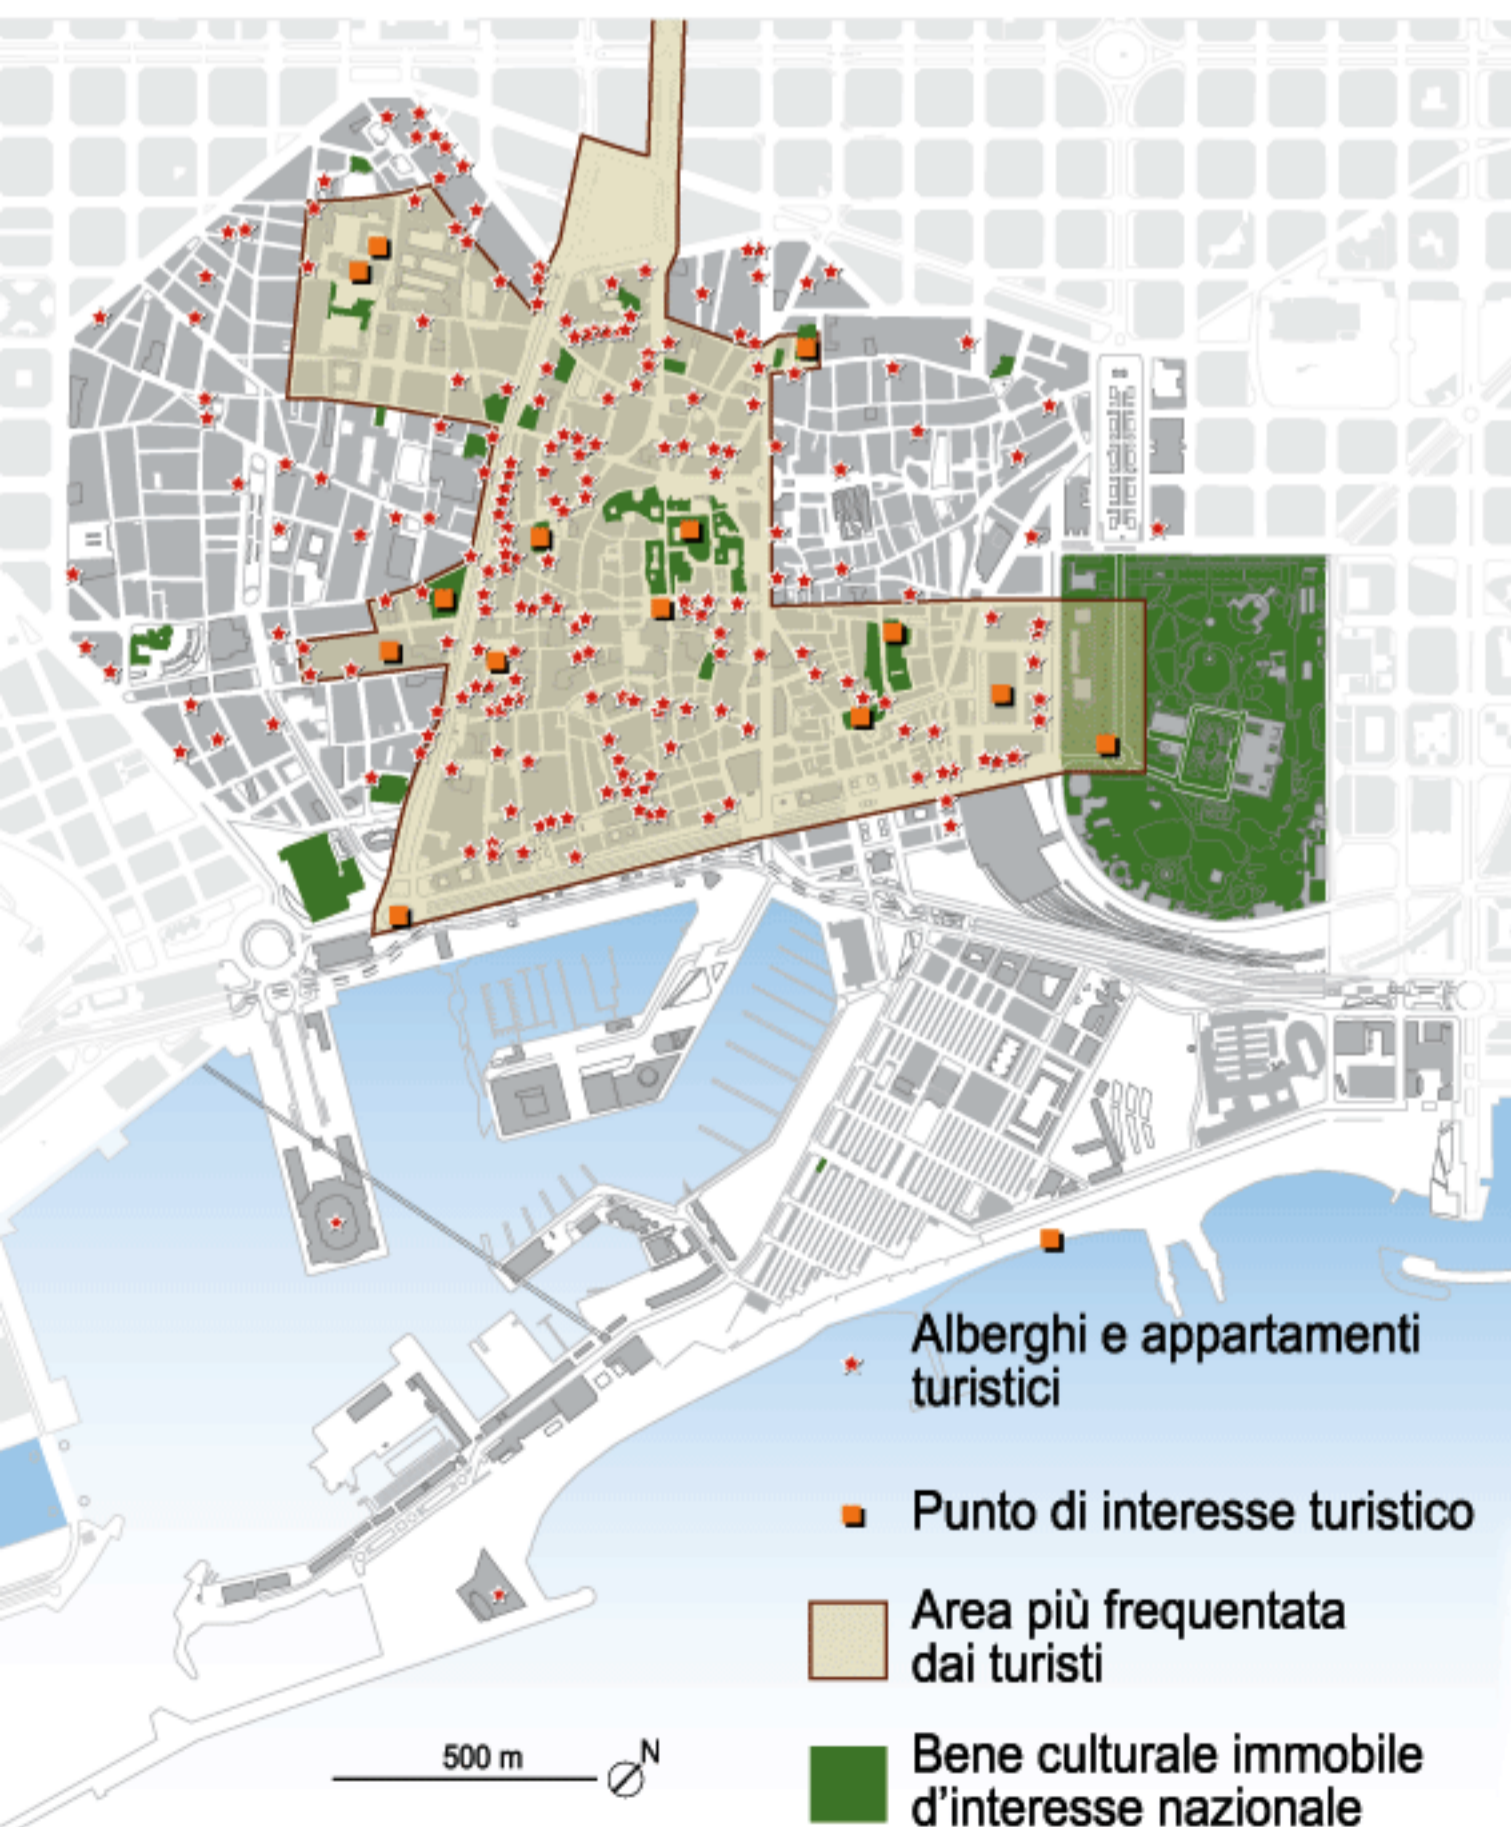 Alberghi e appartamenti
turistici
Punto di interesse turistico
Area più frequentata
dai turisti
Bene culturale immobile
d'interesse nazionale
500 m
N